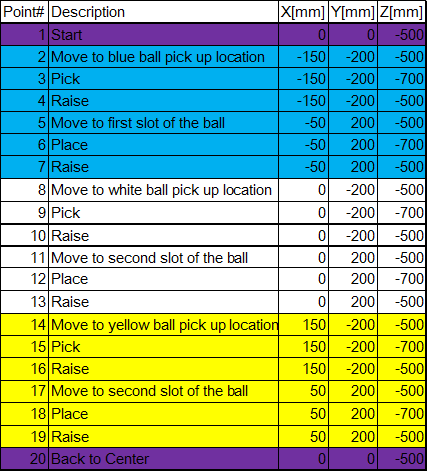 Point# Description X[mm] Y[mm] Z[mm]
1 Start 0 0 -500
2 Move to blue ball pick up location -150 -200 -500
3 Pick -150 -200 -700
4 Raise -150 -200 -500
5 Move to first slot of the ball -50 200 -500
6 Place -50 200 -700
7 Raise -50 200 -500
8 Move to white ball pick up location 0 -200 -500
9 Pick 0 -200 -700
10 Raise 0 -200 -500
11 Move to second slot of the ball 0 200 -500
12 Place 0 200 -700
13 Raise 0 200 -500
14 Move to yellow ball pick up location 150 -200 -500
15 Pick 150 -200 -700
16 Raise 150 -200 -500
17 Move to second slot of the ball 50 200 -500
18 Place 50 200 -700
19 Raise 50 200 -500
20 Back to Center 0 0 -500